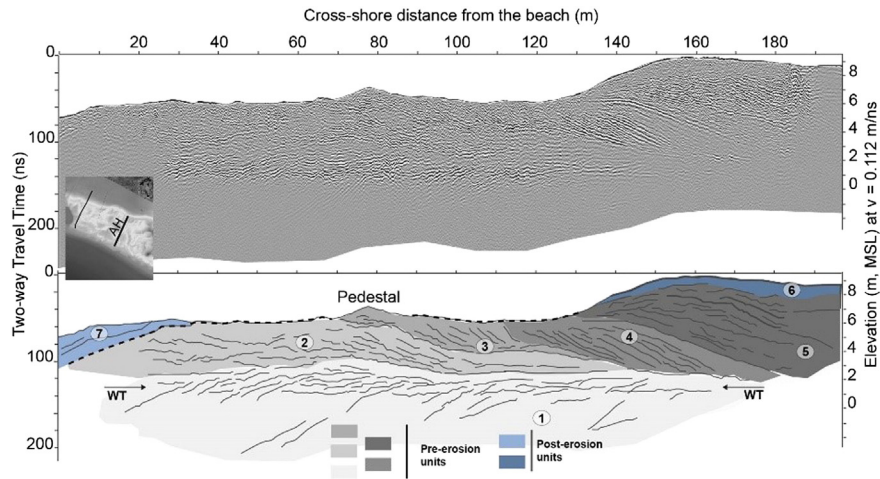 Cross-shore distance from the beach (m)
20 40 60 80 100 120 140 160 180
0
100
200
0
100
200
Two-way Travel Time (ns)
8
6
4
2
0
8
6
4
2
0
Elevation (m, MSL) at v = 0.112 m/ns
AH
Pedestal
7
2
3
4
5
6
1
WT
WT
Pre-erosion
units
Post-erosion
units